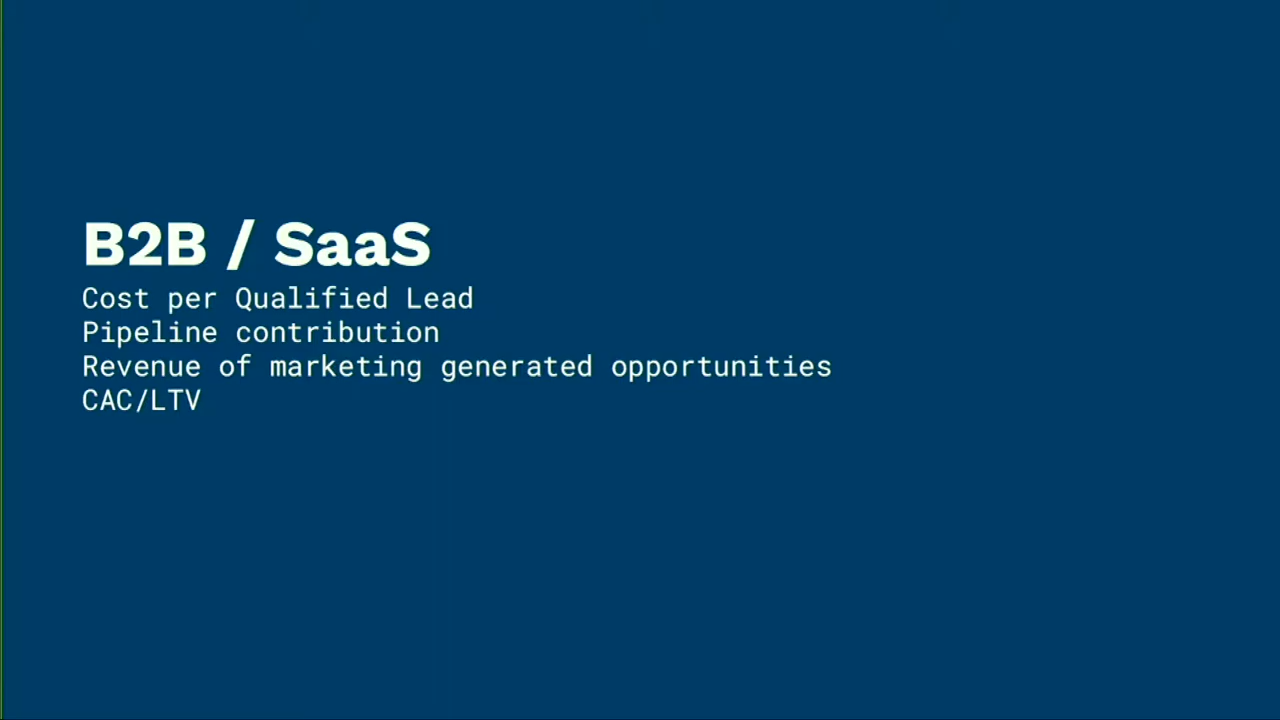 B2B / SaaS
Cost per Qualified Lead
Pipeline contribution
Revenue of marketing generated opportunities
CAC/LTV